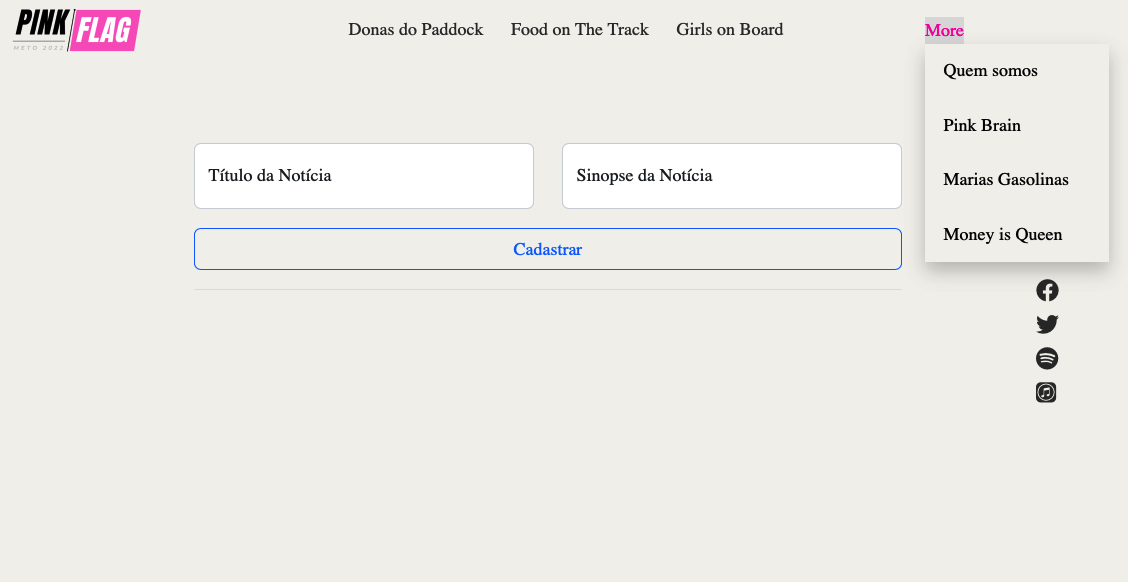 PINK FLAG
METO 2022
Donas do Paddock
Food on The Track
Girls on Board
More
Quem somos
Pink Brain
Marias Gasolinas
Money is Queen
Título da Notícia
Sinopse da Notícia
Cadastrar